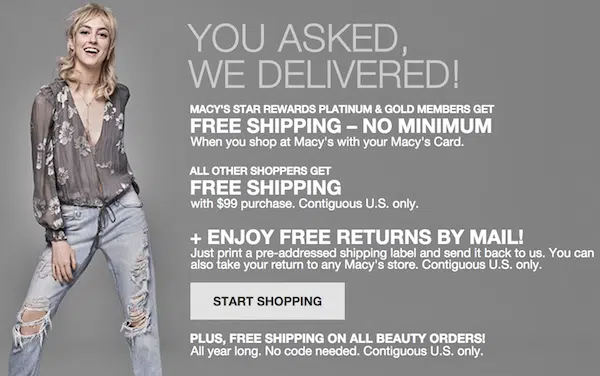 YOU ASKED,
WE DELIVERED!
MACY'S STAR REWARDS PLATINUM & GOLD MEMBERS GET
FREE SHIPPING – NO MINIMUM
When you shop at Macy's with your Macy's Card.
ALL OTHER SHOPPERS GET
FREE SHIPPING
with $99 purchase. Contiguous U.S. only.
+ ENJOY FREE RETURNS BY MAIL!
Just print a pre-addressed shipping label and send it back to us. You can
also take your return to any Macy's store. Contiguous U.S. only.
START SHOPPING
PLUS, FREE SHIPPING ON ALL BEAUTY ORDERS!
All year long. No code needed. Contiguous U.S. only.